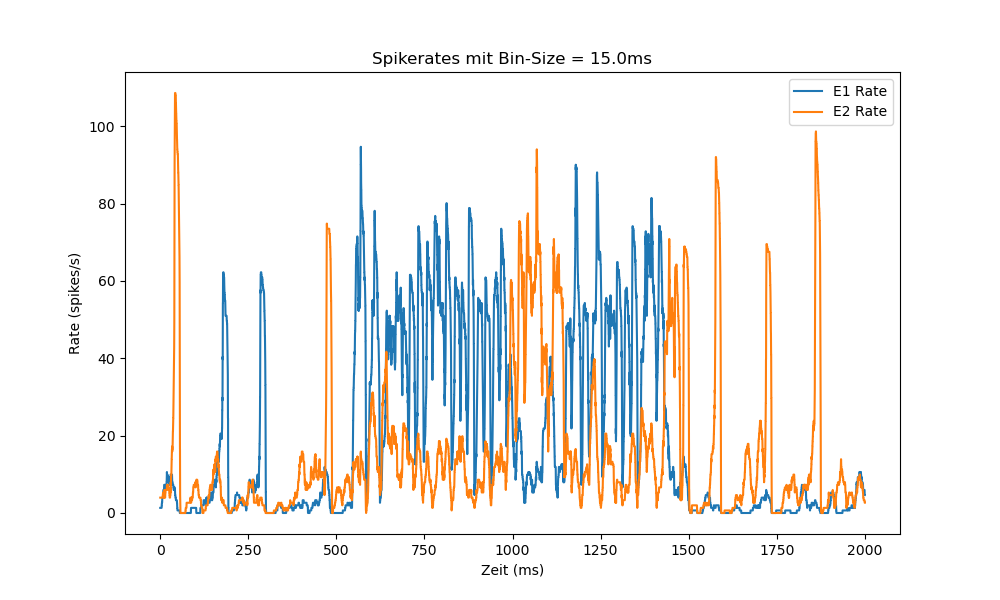 Spikerates mit Bin-Size = 15.0ms
E1 Rate
E2 Rate
Rate (spikes/s)
100
80
60
40
20
0
0 250 500 750 1000 1250 1500 1750 2000
Zeit (ms)